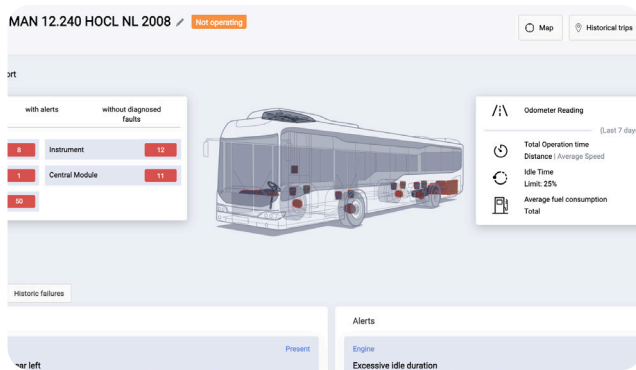 MAN 12.240 HOCL NL 2008
Not operating
Map
Historical trips
ort
with alerts
without diagnosed
faults
8
Instrument
12
1
Central Module
11
50
Odometer Reading
(Last 7 day
Total Operation time
Distance | Average Speed
Idle Time
Limit: 25%
Average fuel consumption
Total
Historic failures
Alerts
Present
Engine
ear left
Excessive idle duration